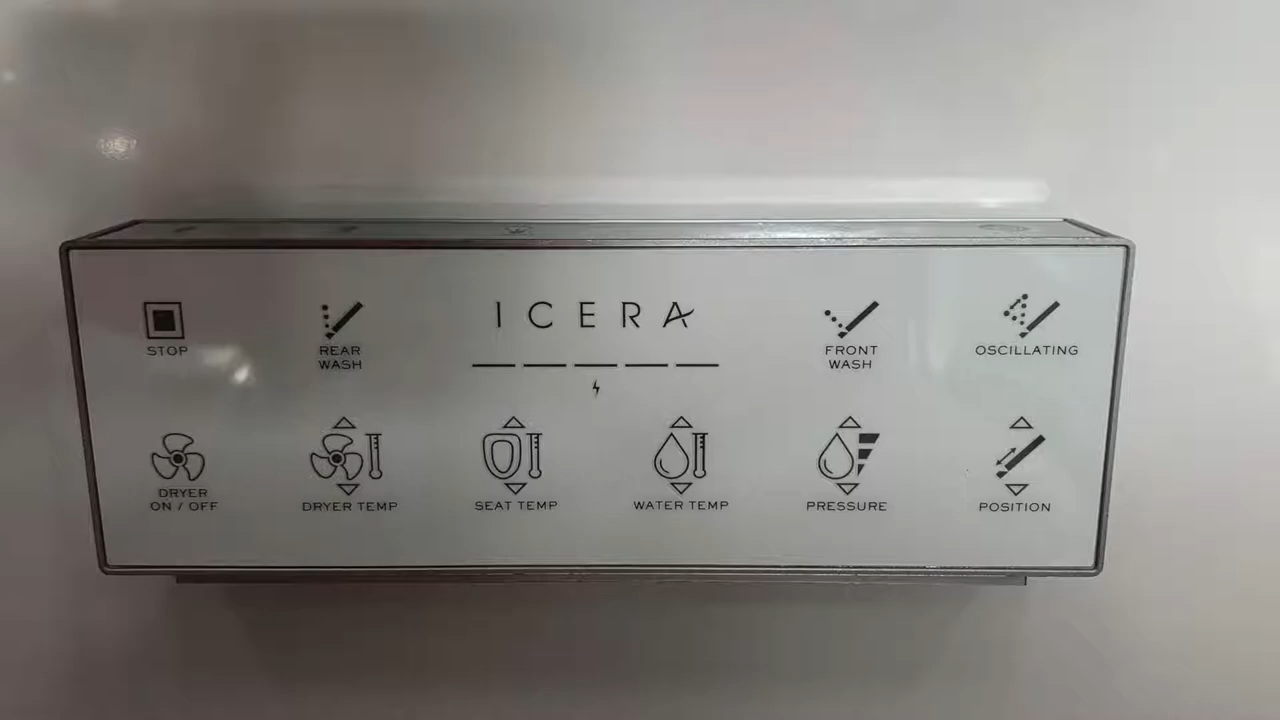 ICERA
STOP
REAR
WASH
FRONT
WASH
OSCILLATING
DRYER
ON / OFF
DRYER TEMP
SEAT TEMP
WATER TEMP
PRESSURE
POSITION